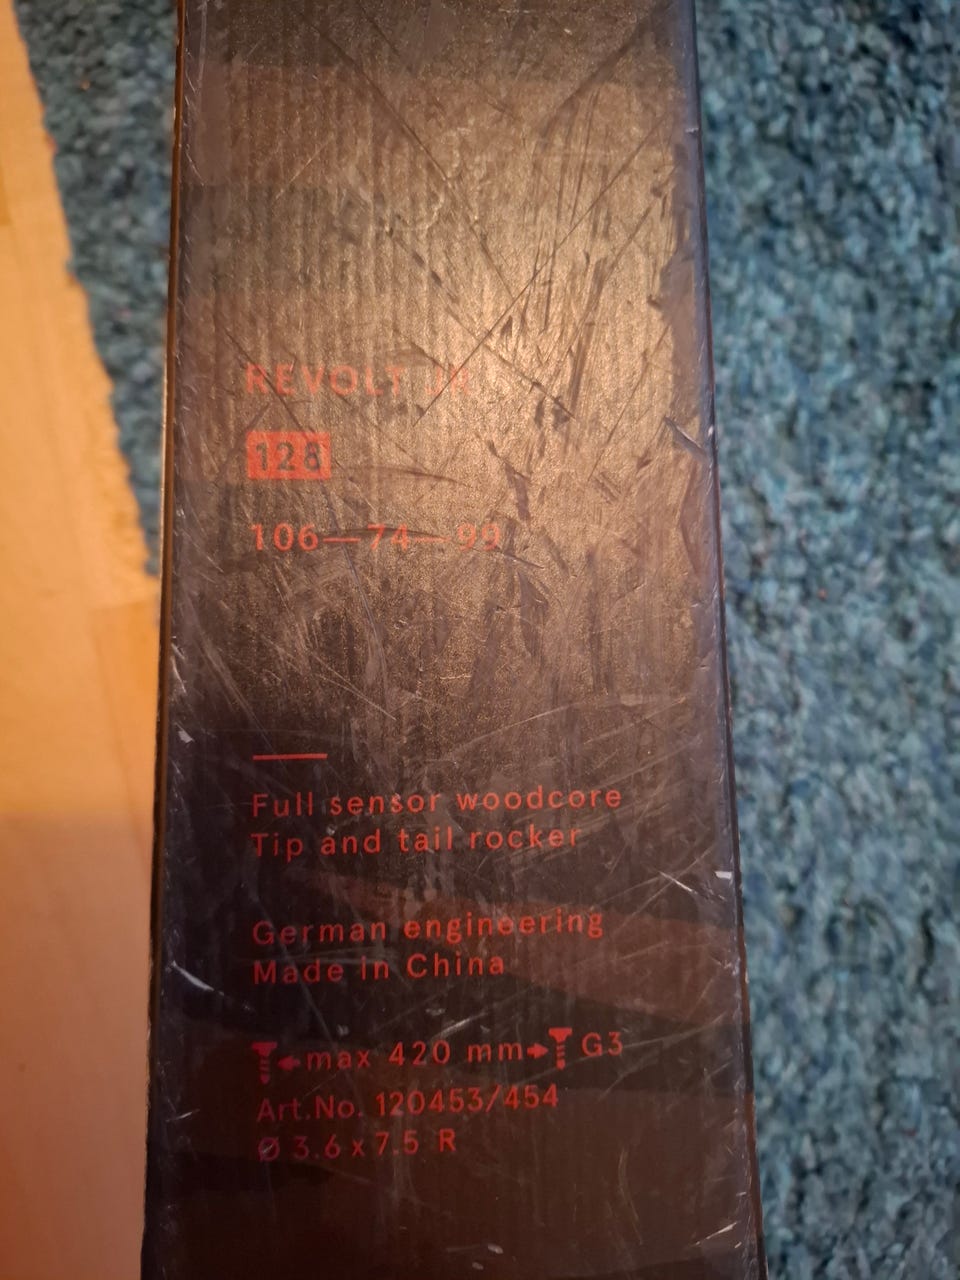 REVOLT JR
128
106—74—99
Full sensor woodcore
Tip and tail rocker
German engineering
Made in China
max 420 mm G3
Art.No. 120453/454
Ø 3.6 x 7.5 R